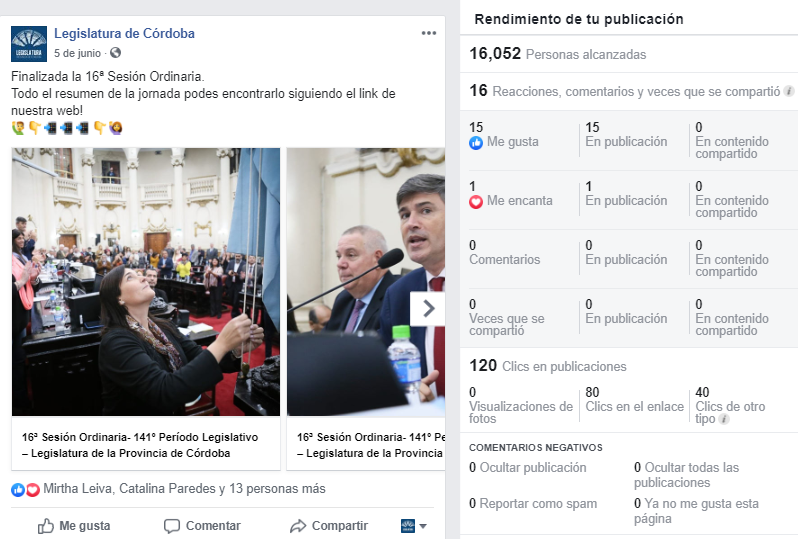 LEGISLATURA
Legislatura de Córdoba
5 de junio ·
Finalizada la 16ª Sesión Ordinaria.
Todo el resumen de la jornada podes encontrarlo siguiendo el link de
nuestra web!
🙋‍♂️👇📲📲📲👇🙋‍♀️
16ª Sesión Ordinaria- 141º Período Legislativo
– Legislatura de la Provincia de Córdoba
16ª Sesión Ordinaria- 141º Pe
– Legislatura de la Provincia
Mirtha Leiva, Catalina Paredes y 13 personas más
Me gusta
Comentar
Compartir
Rendimiento de tu publicación
16,052 Personas alcanzadas
16 Reacciones, comentarios y veces que se compartió
15
Me gusta
15
En publicación
0
En contenido
compartido
1
Me encanta
1
En publicación
0
En contenido
compartido
0
Comentarios
0
En publicación
0
En contenido
compartido
0
Veces que se
compartió
0
En publicación
0
En contenido
compartido
120 Clics en publicaciones
0
Visualizaciones de
fotos
80
Clics en el enlace
40
Clics de otro
tipo
COMENTARIOS NEGATIVOS
0 Ocultar publicación
0 Ocultar todas las
publicaciones
0 Reportar como spam
0 Ya no me gusta esta
página